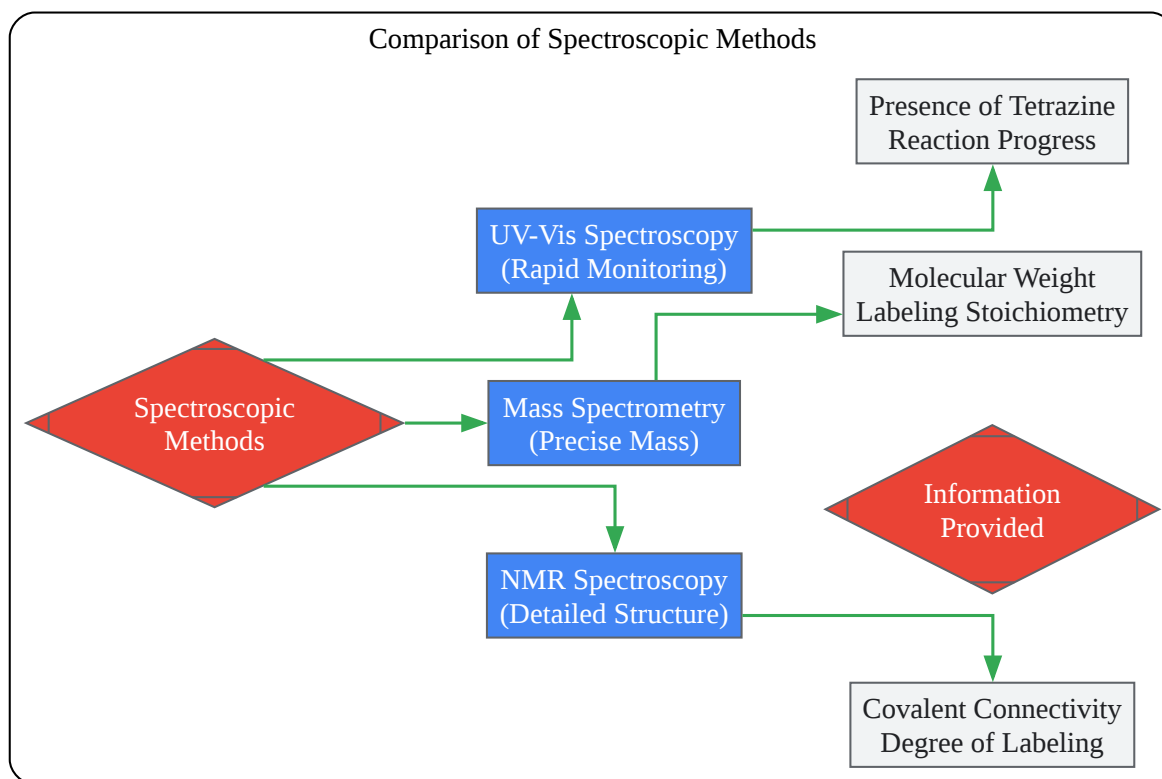 Comparison of Spectroscopic Methods
Presence of Tetrazine
Reaction Progress
UV-Vis Spectroscopy
(Rapid Monitoring)
Molecular Weight
Labeling Stoichiometry
Spectroscopic
Methods
Mass Spectrometry
(Precise Mass)
Information
Provided
NMR Spectroscopy
(Detailed Structure)
Covalent Connectivity
Degree of Labeling